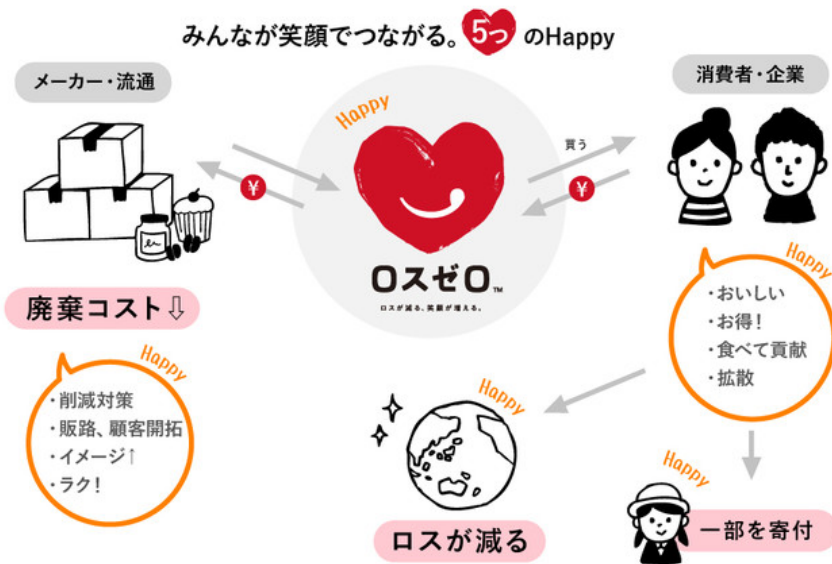 みんなが笑顔でつながる。5つのHappy
メーカー・流通
消費者・企業
Happy
買う
¥
¥
ロスゼロ™
ロスが減る、笑顔が増える。
廃棄コスト⇩
Happy
・削減対策
・販路、顧客開拓
・イメージ↑
・ラク!
Happy
・おいしい
・お得!
・食べて貢献
・拡散
Happy
ロスが減る
Happy
一部を寄付